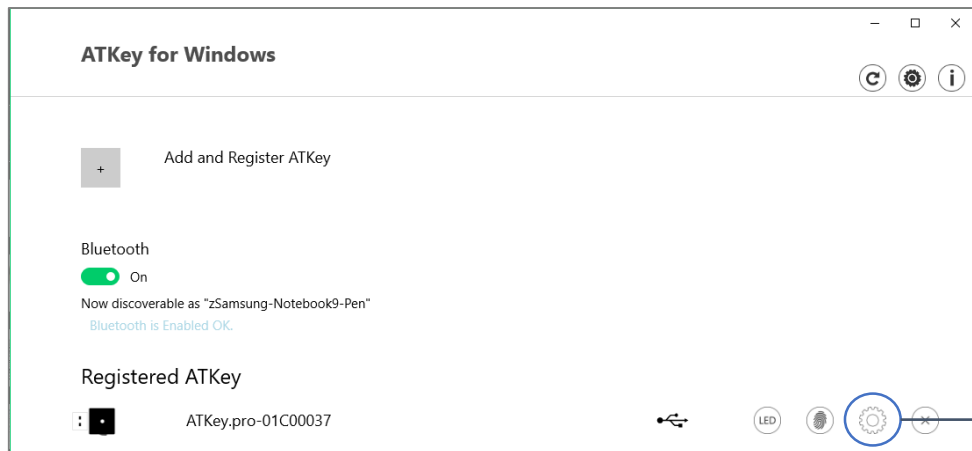 ATKey for Windows
+
Add and Register ATKey
Bluetooth
On
Now discoverable as "zSamsung-Notebook9-Pen"
Bluetooth is Enabled OK.
Registered ATKey
ATKey.pro-01C00037
LED